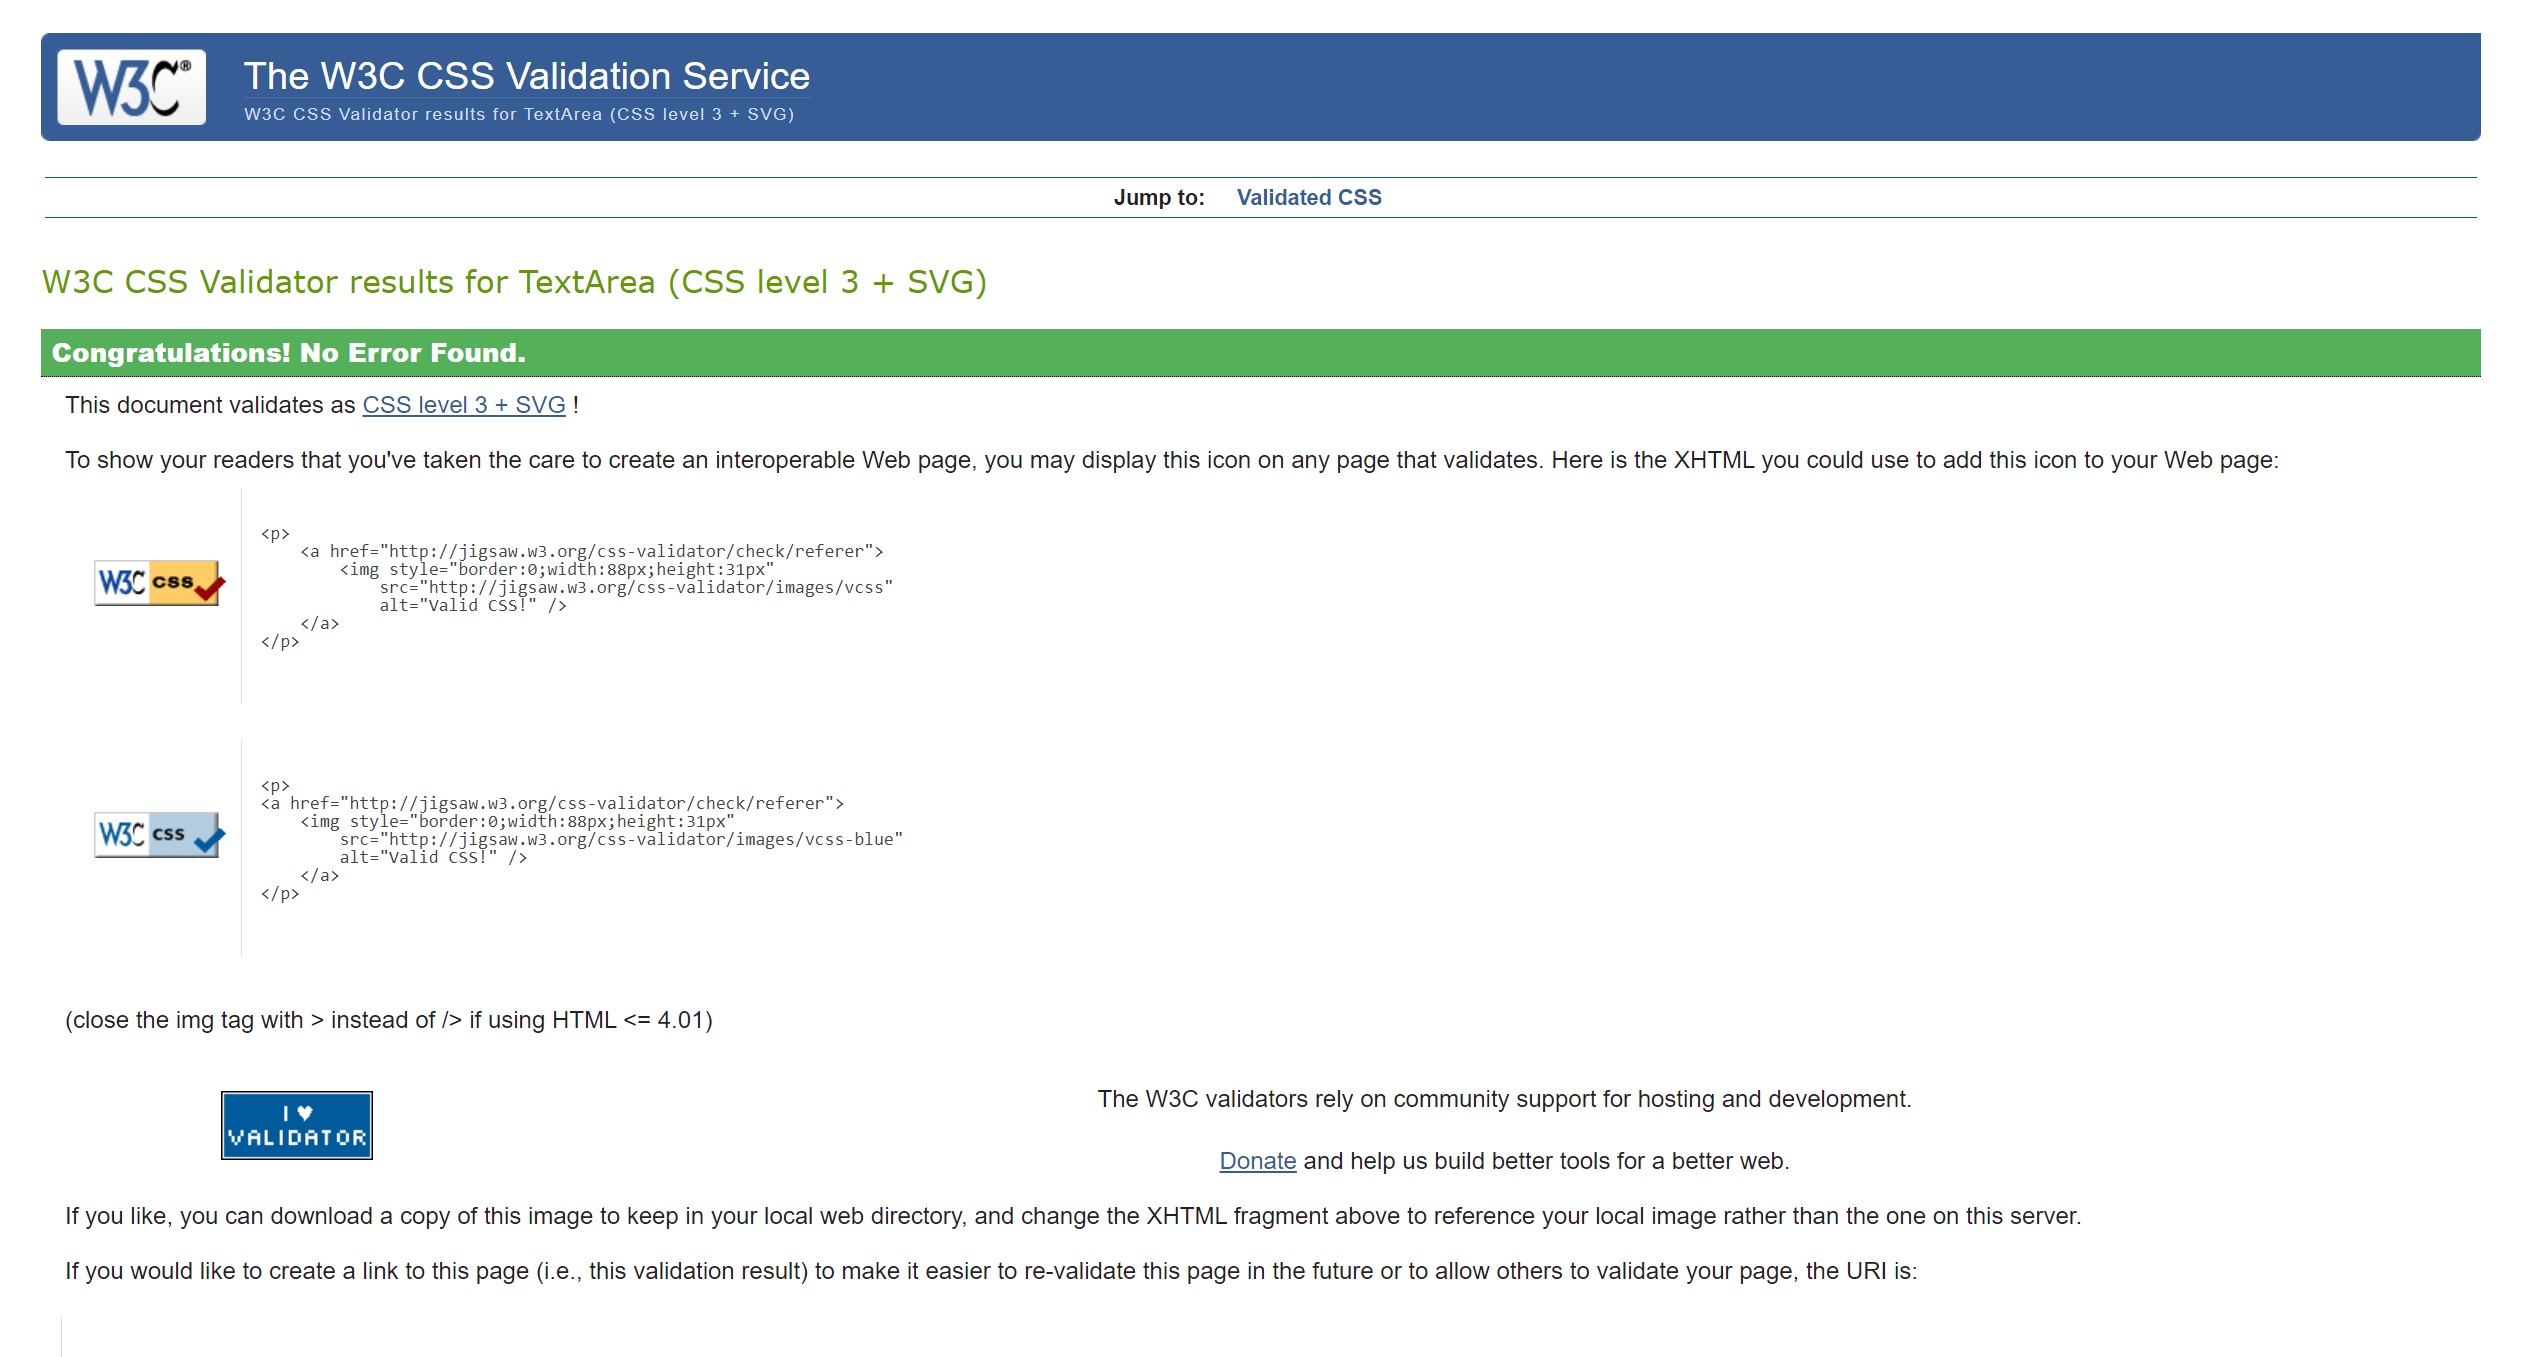 W3C®
The W3C CSS Validation Service
W3C CSS Validator results for TextArea (CSS level 3 + SVG)
Jump to: Validated CSS
W3C CSS Validator results for TextArea (CSS level 3 + SVG)
Congratulations! No Error Found.
This document validates as CSS level 3 + SVG !
To show your readers that you've taken the care to create an interoperable Web page, you may display this icon on any page that validates. Here is the XHTML you could use to add this icon to your Web page:
W3C css
<p>
    <a href="http://jigsaw.w3.org/css-validator/check/referer">
        <img style="border:0;width:88px;height:31px"
            src="http://jigsaw.w3.org/css-validator/images/vcss"
            alt="Valid CSS!" />
    </a>
</p>
W3C css
<p>
<a href="http://jigsaw.w3.org/css-validator/check/referer">
    <img style="border:0;width:88px;height:31px"
        src="http://jigsaw.w3.org/css-validator/images/vcss-blue"
        alt="Valid CSS!" />
    </a>
</p>
(close the img tag with > instead of /> if using HTML <= 4.01)
I ♥
VALIDATOR
The W3C validators rely on community support for hosting and development.
Donate and help us build better tools for a better web.
If you like, you can download a copy of this image to keep in your local web directory, and change the XHTML fragment above to reference your local image rather than the one on this server.
If you would like to create a link to this page (i.e., this validation result) to make it easier to re-validate this page in the future or to allow others to validate your page, the URI is: